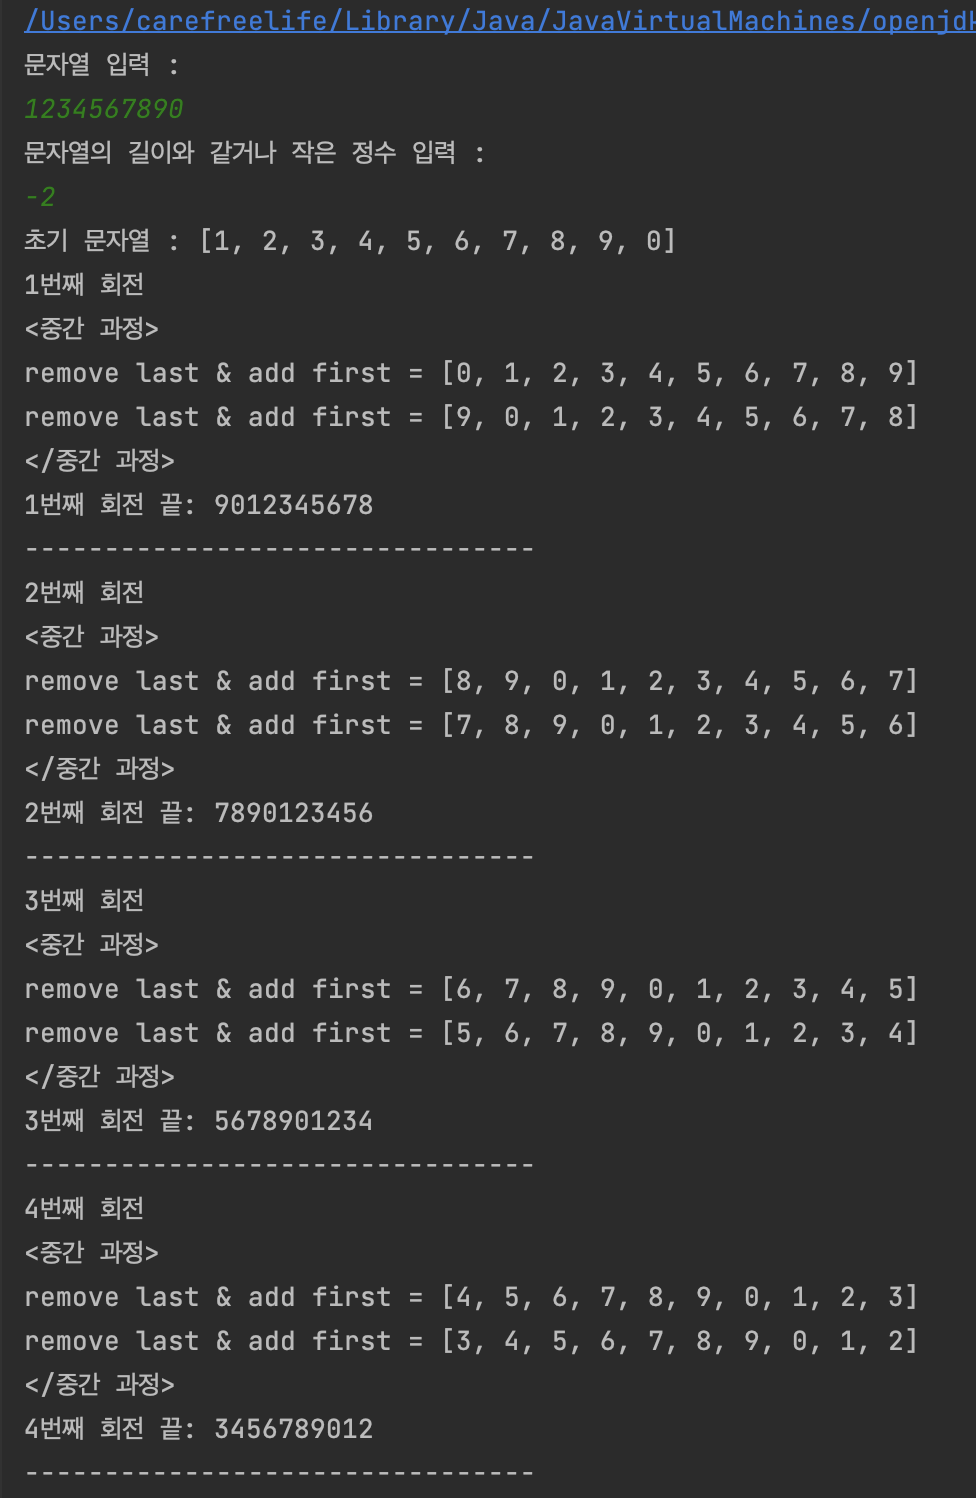 /Users/carefreelife/Library/Java/JavaVirtualMachines/openjdk
문자열 입력 :
1234567890
문자열의 길이와 같거나 작은 정수 입력 :
-2
초기 문자열 : [1, 2, 3, 4, 5, 6, 7, 8, 9, 0]
1번째 회전
<중간 과정>
remove last & add first = [0, 1, 2, 3, 4, 5, 6, 7, 8, 9]
remove last & add first = [9, 0, 1, 2, 3, 4, 5, 6, 7, 8]
</중간 과정>
1번째 회전 끝: 9012345678
--------------------------------
2번째 회전
<중간 과정>
remove last & add first = [8, 9, 0, 1, 2, 3, 4, 5, 6, 7]
remove last & add first = [7, 8, 9, 0, 1, 2, 3, 4, 5, 6]
</중간 과정>
2번째 회전 끝: 7890123456
--------------------------------
3번째 회전
<중간 과정>
remove last & add first = [6, 7, 8, 9, 0, 1, 2, 3, 4, 5]
remove last & add first = [5, 6, 7, 8, 9, 0, 1, 2, 3, 4]
</중간 과정>
3번째 회전 끝: 5678901234
--------------------------------
4번째 회전
<중간 과정>
remove last & add first = [4, 5, 6, 7, 8, 9, 0, 1, 2, 3]
remove last & add first = [3, 4, 5, 6, 7, 8, 9, 0, 1, 2]
</중간 과정>
4번째 회전 끝: 3456789012
--------------------------------